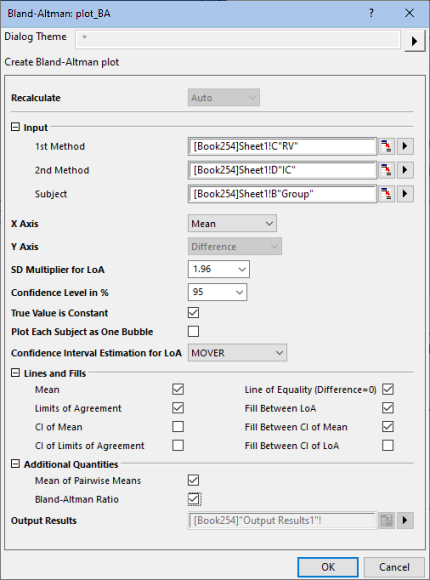 Bland-Altman: plot_BA ? ×
Dialog Theme *
Create Bland-Altman plot
Recalculate Auto
Input
1st Method [Book254]Sheet1!C"RV"
2nd Method [Book254]Sheet1!D"IC"
Subject [Book254]Sheet1!B"Group"
X Axis Mean
Y Axis Difference
SD Multiplier for LoA 1.96
Confidence Level in % 95
True Value is Constant
Plot Each Subject as One Bubble
Confidence Interval Estimation for LoA MOVER
Lines and Fills
Mean Line of Equality (Difference=0)
Limits of Agreement Fill Between LoA
CI of Mean Fill Between CI of Mean
CI of Limits of Agreement Fill Between CI of LoA
Additional Quantities
Mean of Pairwise Means
Bland-Altman Ratio
Output Results [Book254]"Output Results1"!
OK Cancel